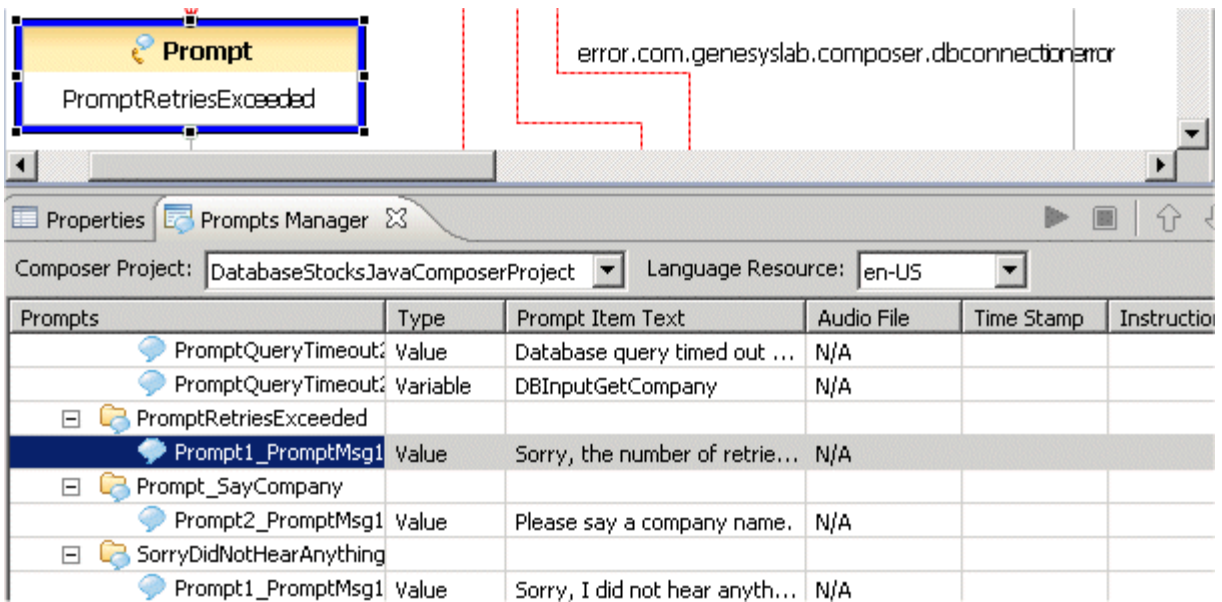 Prompt
error.com.genesyslab.composer.dbconnectionerror
PromptRetriesExceeded
Properties Prompts Manager
Composer Project: DatabaseStocksJavaComposerProject Language Resource: en-US
Prompts Type Prompt Item Text Audio File Time Stamp Instructio
PromptQueryTimeout2 Value Database query timed out ... N/A
PromptQueryTimeout2 Variable DBInputGetCompany N/A
PromptRetriesExceeded
Prompt1_PromptMsg1 Value Sorry, the number of retrie... N/A
Prompt_SayCompany
Prompt2_PromptMsg1 Value Please say a company name. N/A
SorryDidNotHearAnything
Prompt1_PromptMsg1 Value Sorry, I did not hear anyth... N/A